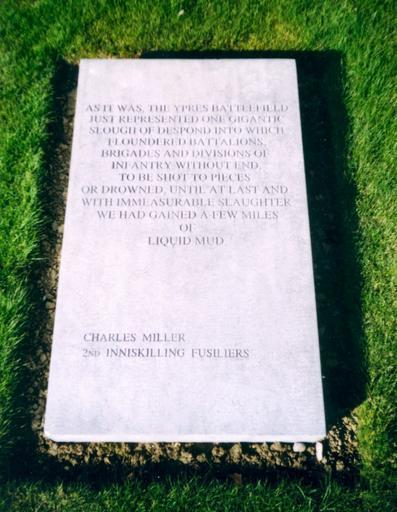 AS IT WAS, THE YPRES BATTLEFIELD
JUST REPRESENTED ONE GIGANTIC
SLOUGH OF DESPOND INTO WHICH
FLOUNDERED BATTALIONS,
BRIGADES AND DIVISIONS OF
INFANTRY WITHOUT END,
TO BE SHOT TO PIECES
OR DROWNED, UNTIL AT LAST AND
WITH IMMEASURABLE SLAUGHTER
WE HAD GAINED A FEW MILES
OF
LIQUID MUD
CHARLES MILLER
2ND INNISKILLING FUSILIERS